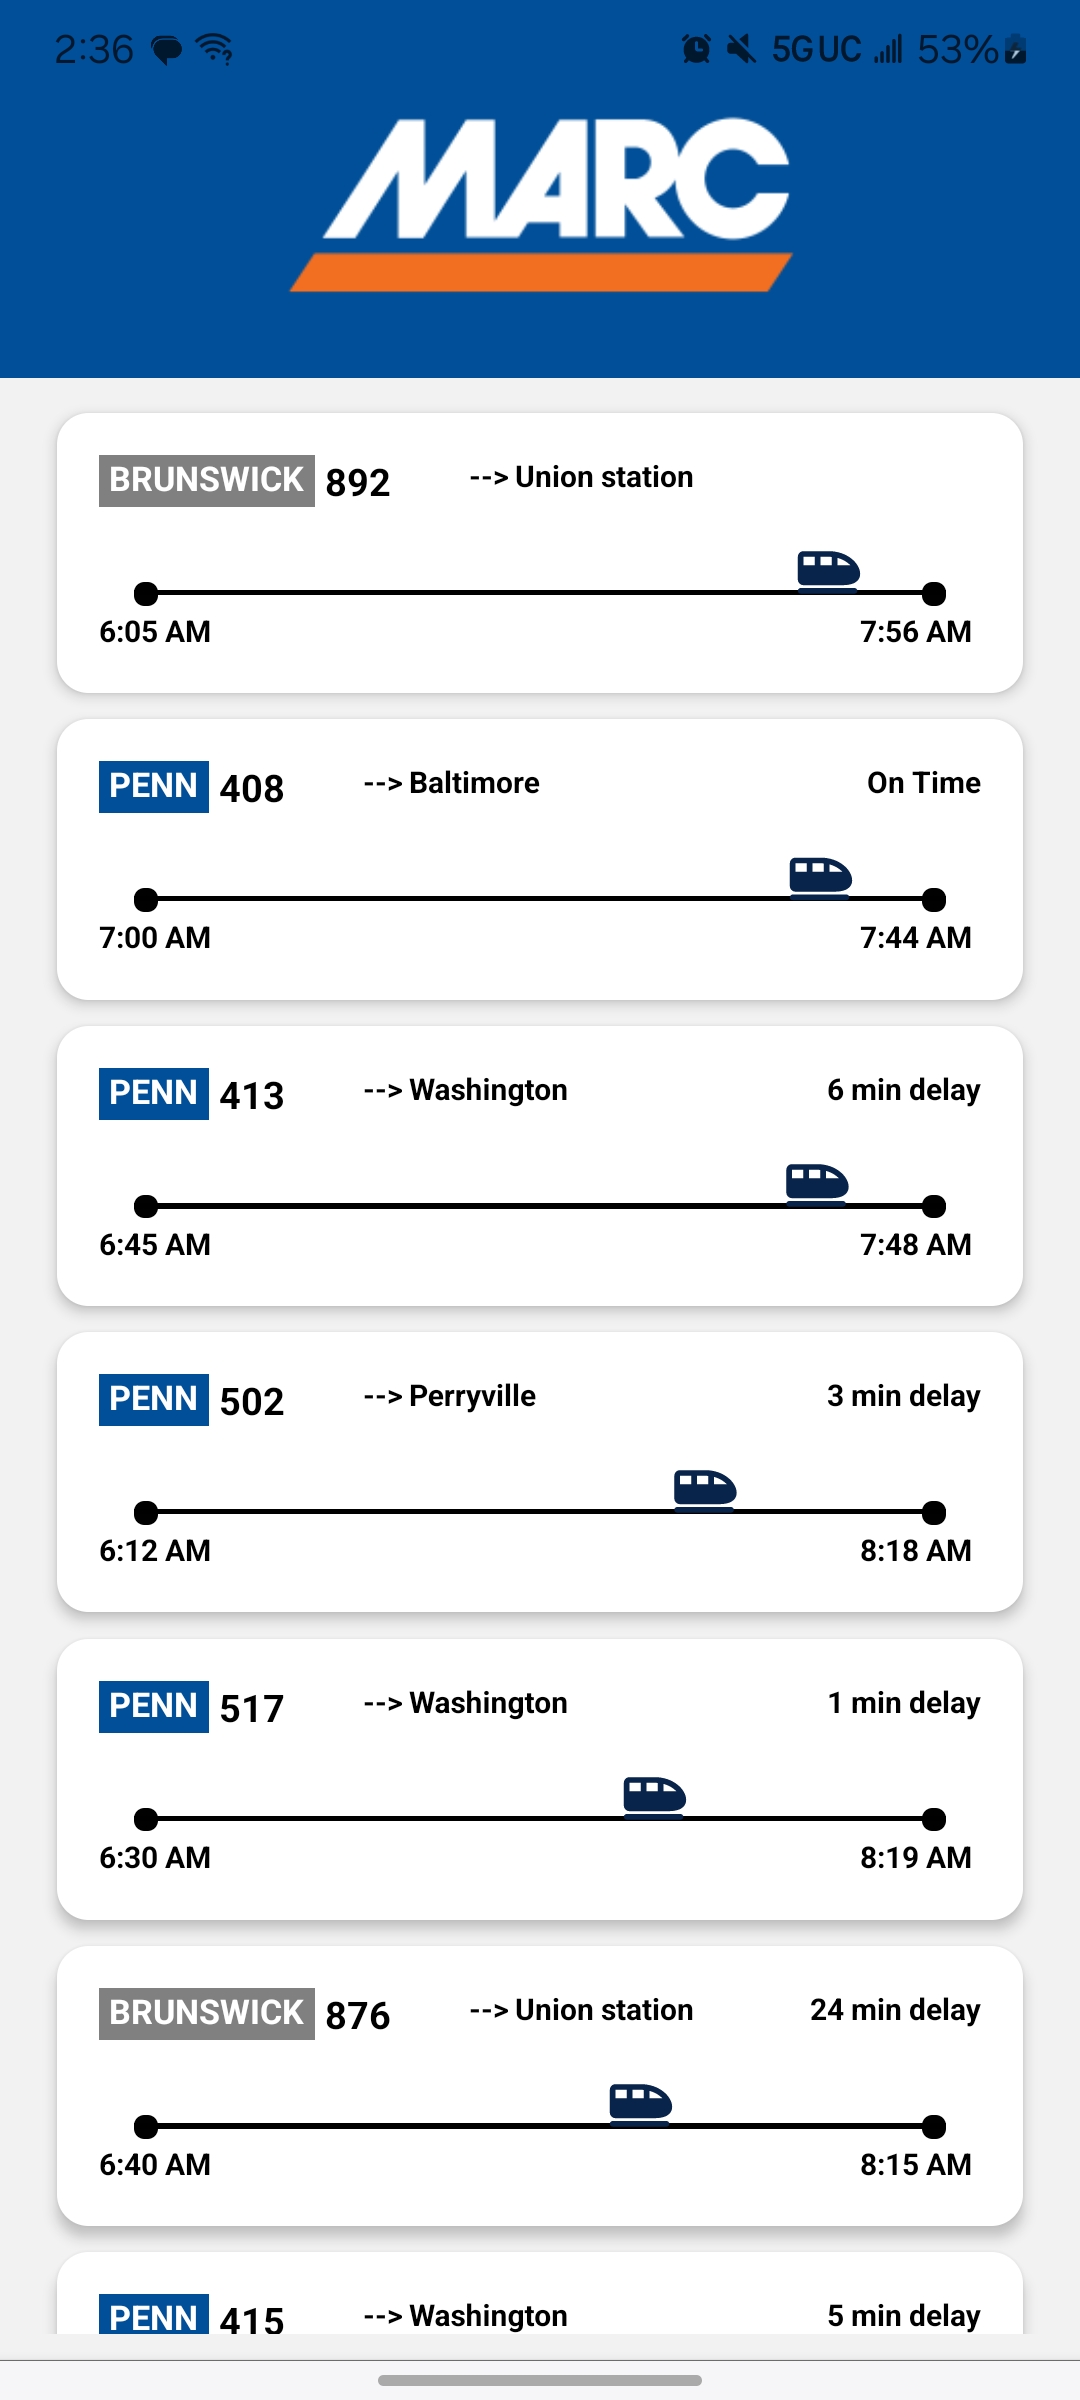 2:36 5G UC 53%
MARC
BRUNSWICK 892 --> Union station
6:05 AM 7:56 AM
PENN 408 --> Baltimore On Time
7:00 AM 7:44 AM
PENN 413 --> Washington 6 min delay
6:45 AM 7:48 AM
PENN 502 --> Perryville 3 min delay
6:12 AM 8:18 AM
PENN 517 --> Washington 1 min delay
6:30 AM 8:19 AM
BRUNSWICK 876 --> Union station 24 min delay
6:40 AM 8:15 AM
PENN 415 --> Washington 5 min delay